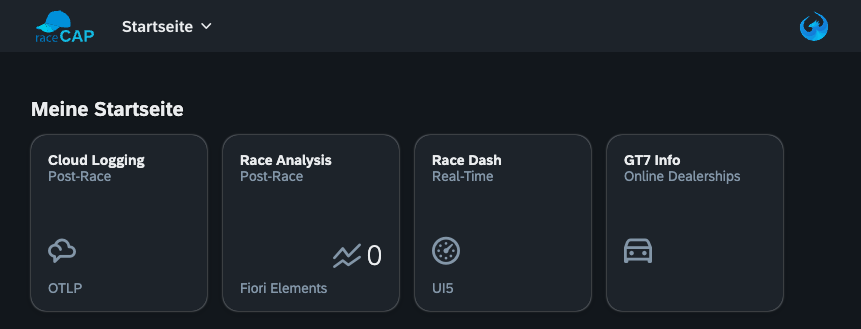 raceCAP
Startseite
Meine Startseite
Cloud Logging
Post-Race
OTLP
Race Analysis
Post-Race
0
Fiori Elements
Race Dash
Real-Time
UI5
GT7 Info
Online Dealerships